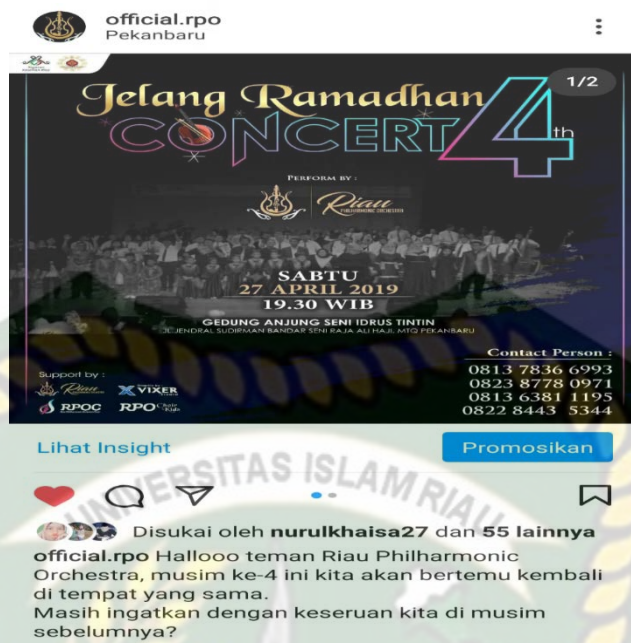 official.rpo
Pekanbaru
1/2
Jelang Ramadhan
CONCERT 4th
PERFORM BY :
Riau
PHILHARMONIC ORCHESTRA
SABTU
27 APRIL 2019
19.30 WIB
GEDUNG ANJUNG SENI IDRUS TINTIN
JL.JENDRAL SUDIRMAN BANDAR SENI RAJA ALI HAJI, MTQ PEKANBARU
Contact Person :
0813 7836 6993
0823 8778 0971
0813 6381 1195
0822 8443 5344
Support by :
Riau
VIXER
RPOC
RPO Choir Kids
Lihat Insight
Promosikan
UNIVERSITAS ISLAM RIAU
Disukai oleh nurulkhaisa27 dan 55 lainnya
official.rpo Hallooo teman Riau Philharmonic
Orchestra, musim ke-4 ini kita akan bertemu kembali
di tempat yang sama.
Masih ingatkan dengan keseruan kita di musim
sebelumnya?